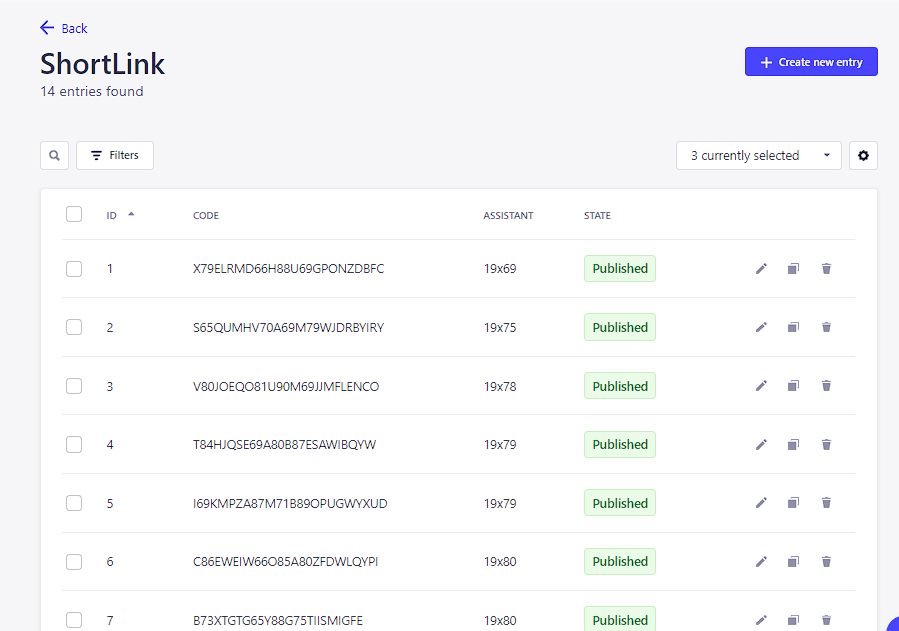 Back
ShortLink
Create new entry
14 entries found
Filters
3 currently selected
ID CODE ASSISTANT STATE
1 X79ELRMD66H88U69GPONZDBFC 19x69 Published
2 S65QUMHV70A69M79WJDRBYIRY 19x75 Published
3 V80JOEQO81U90M69JJMFLENCO 19x78 Published
4 T84HJQSE69A80B87ESAWIBQYW 19x79 Published
5 I69KMPZA87M71B89OPUGWYXUD 19x79 Published
6 C86EWEIW66O85A80ZFDWLQYPI 19x80 Published
7 B73XTGTG65Y88G75TIISMIGFE 19x80 Published